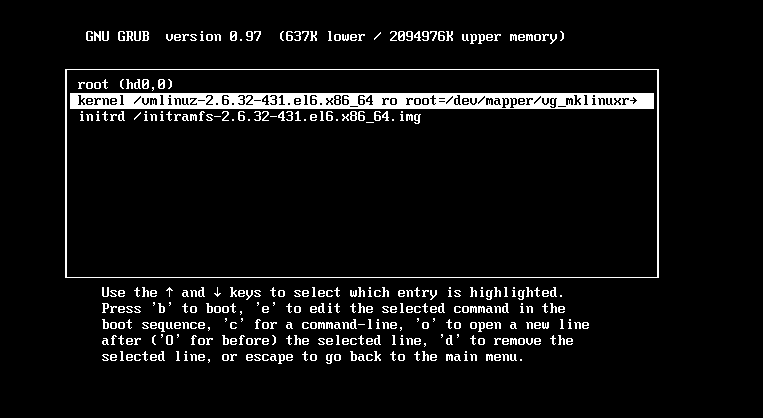 GNU GRUB  version 0.97  (637K lower / 2094976K upper memory)
root (hd0,0)
kernel /vmlinuz-2.6.32-431.el6.x86_64 ro root=/dev/mapper/vg_mklinuxr→
initrd /initramfs-2.6.32-431.el6.x86_64.img
Use the ↑ and ↓ keys to select which entry is highlighted.
Press 'b' to boot, 'e' to edit the selected command in the
boot sequence, 'c' for a command-line, 'o' to open a new line
after ('O' for before) the selected line, 'd' to remove the
selected line, or escape to go back to the main menu.